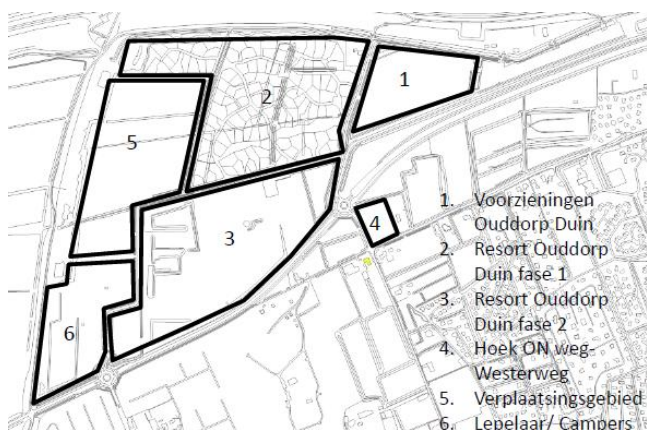 1
2
5
3
4
6
1. Voorzieningen
Ouddorp Duin
2. Resort Ouddorp
Duin fase 1
3. Resort Ouddorp
Duin fase 2
4. Hoek ON weg-
Westerweg
5. Verplaatsingsgebied
6. Lepelaar/ Campers